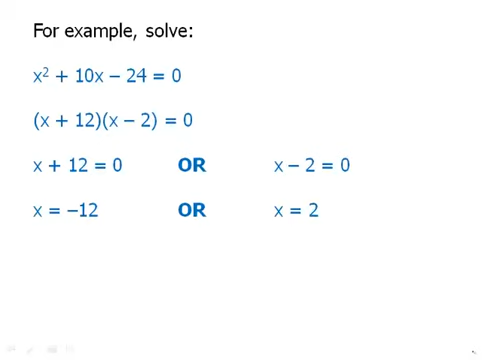 For example, solve:
x² + 10x – 24 = 0
(x + 12)(x – 2) = 0
x + 12 = 0 OR x – 2 = 0
x = –12 OR x = 2